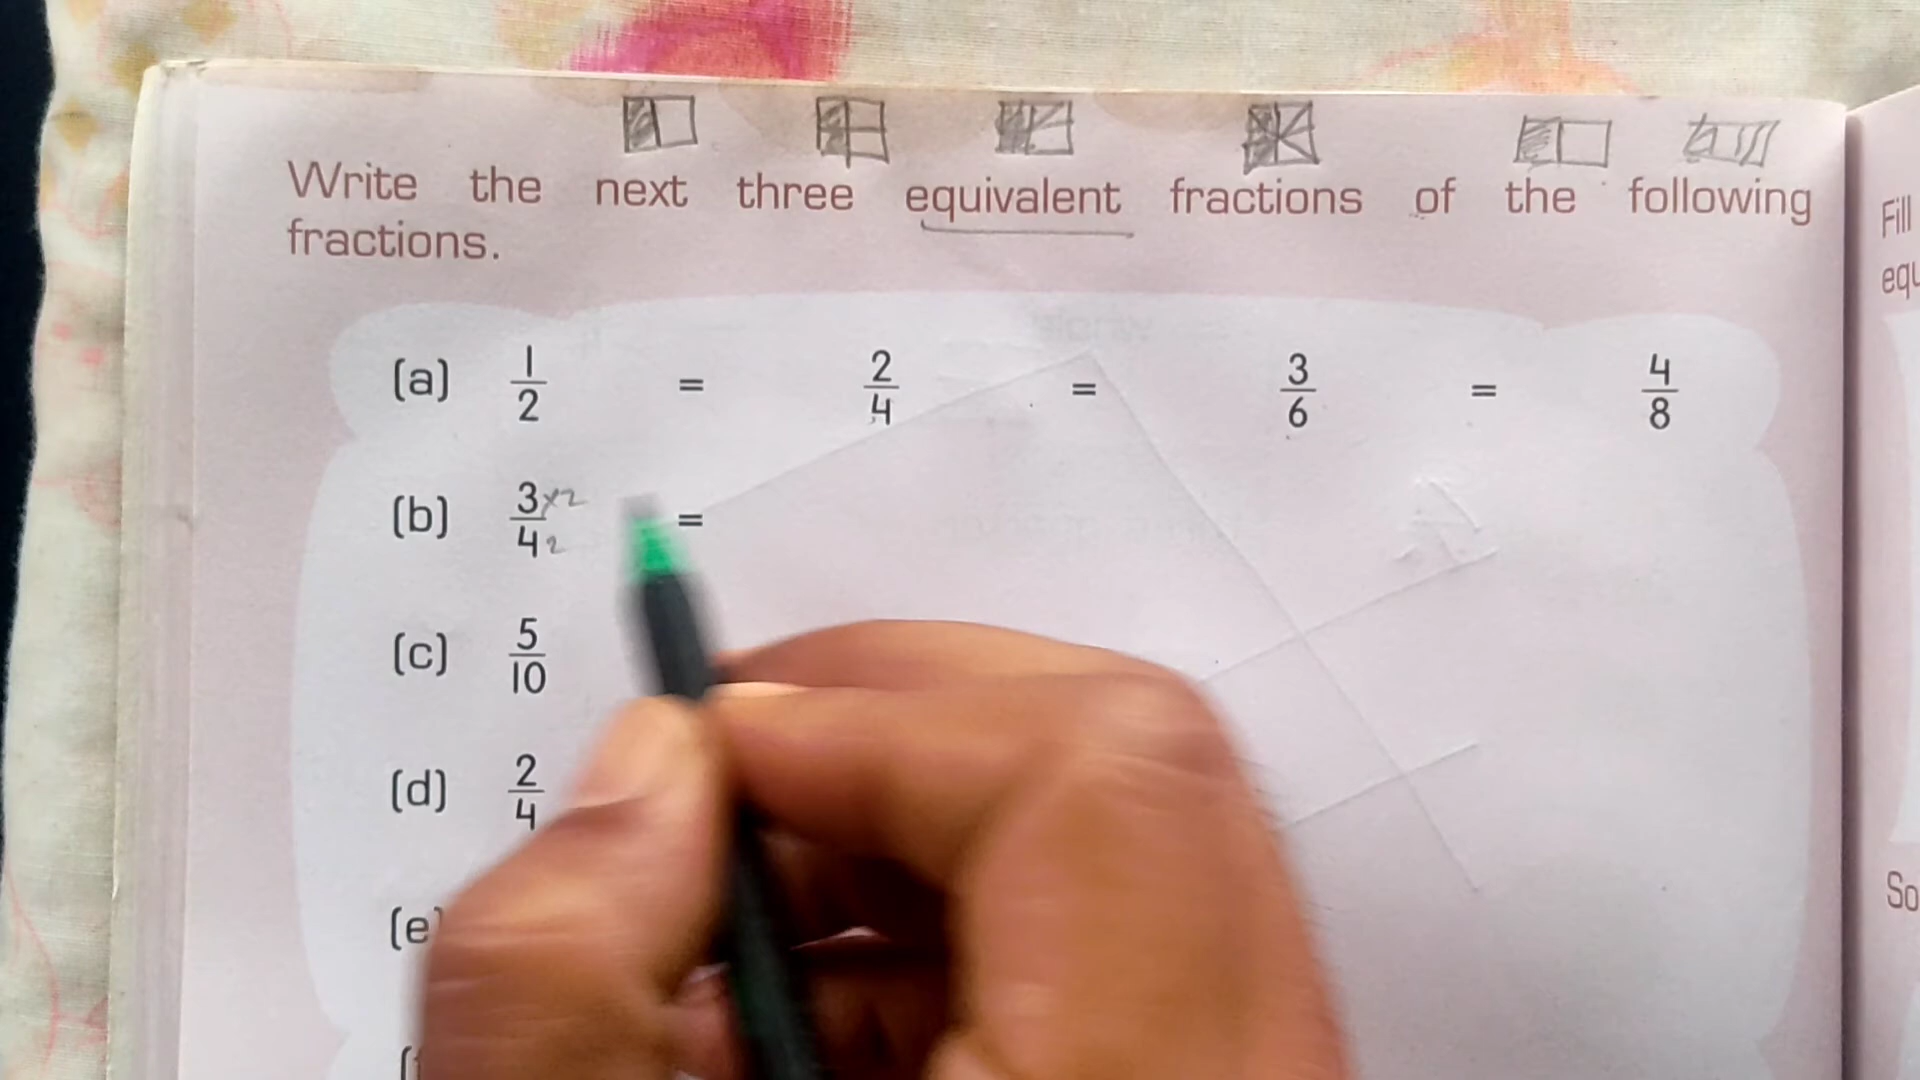 Write the next three equivalent fractions of the following
fractions.
(a) 1/2 = 2/4 = 3/6 = 4/8
(b) 3/4 ×2 2 =
(c) 5/10
(d) 2/4
(e)
Fill
equ
So